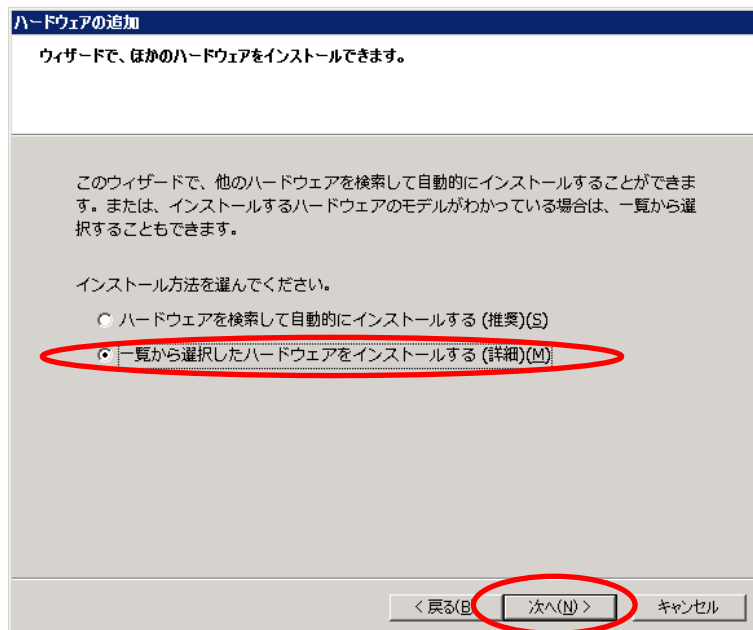 ハードウェアの追加
ウィザードで、ほかのハードウェアをインストールできます。
このウィザードで、他のハードウェアを検索して自動的にインストールすることができま
す。または、インストールするハードウェアのモデルがわかっている場合は、一覧から選
択することもできます。
インストール方法を選んでください。
ハードウェアを検索して自動的にインストールする (推奨)(S)
一覧から選択したハードウェアをインストールする (詳細)(M)
< 戻る(B 次へ(N) > キャンセル